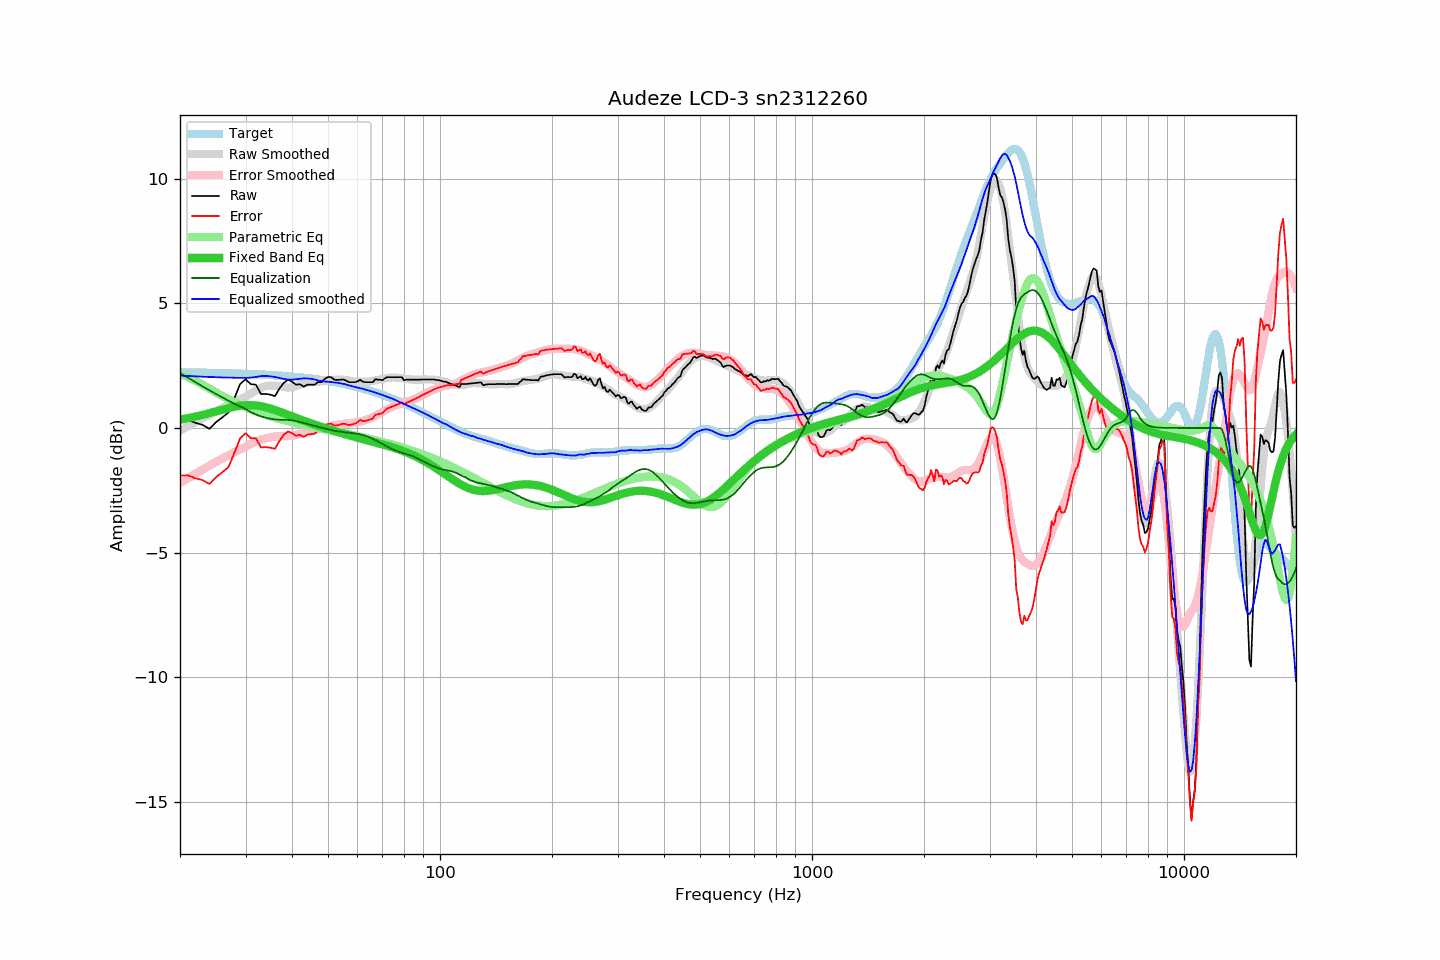 Audeze LCD-3 sn2312260
Target
Raw Smoothed
Error Smoothed
Raw
Error
Parametric Eq
Fixed Band Eq
Equalization
Equalized smoothed
10
5
0
−5
−10
−15
Amplitude (dBr)
100
1000
10000
Frequency (Hz)